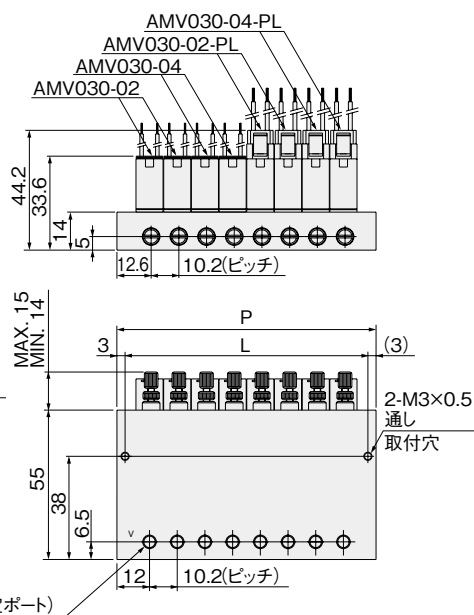 AMV030-04-PL
AMV030-02-PL
AMV030-04
AMV030-02
44.2
33.6
14
5
12.6
10.2(ピッチ)
MAX. 15
MIN. 14
P
3
L
(3)
2-M3×0.5
通し
取付穴
55
38
6.5
v
12
10.2(ピッチ)
ポート)